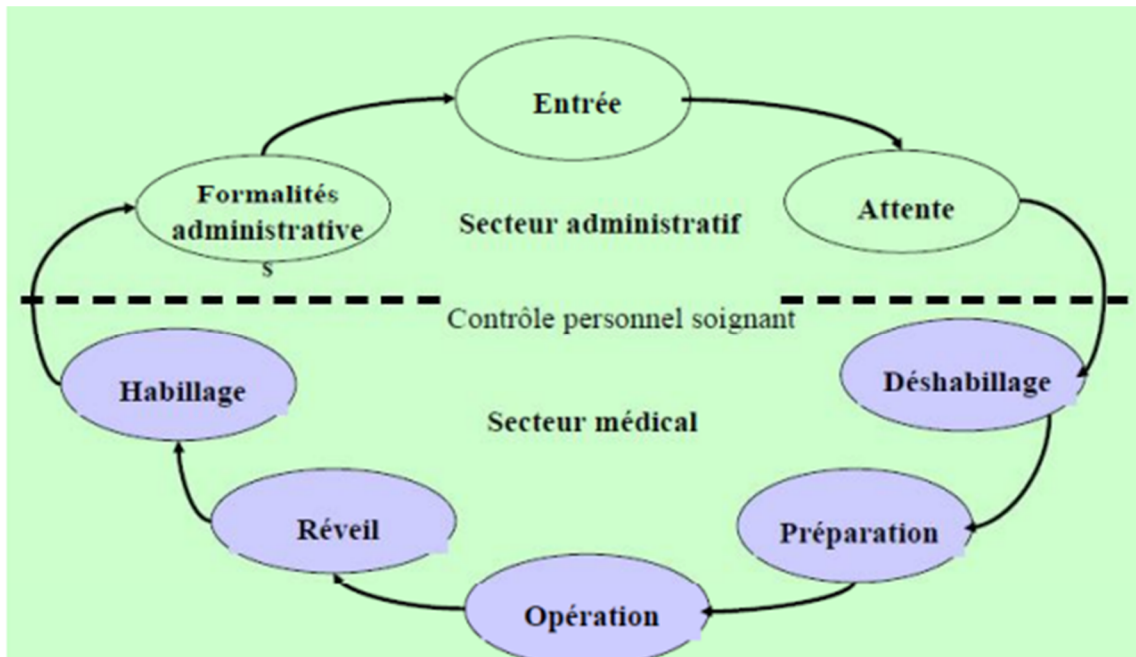 Entrée
Formalités
administrative
s
Secteur administratif
Attente
Contrôle personnel soignant
Habillage
Déshabillage
Secteur médical
Réveil
Préparation
Opération